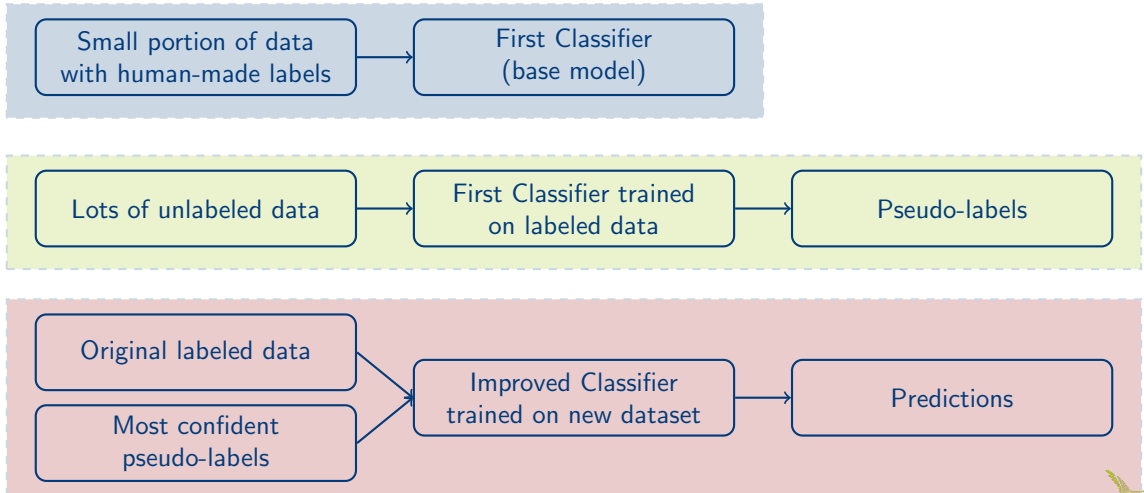 Small portion of data
with human-made labels
First Classifier
(base model)
Lots of unlabeled data
First Classifier trained
on labeled data
Pseudo-labels
Original labeled data
Most confident
pseudo-labels
Improved Classifier
trained on new dataset
Predictions